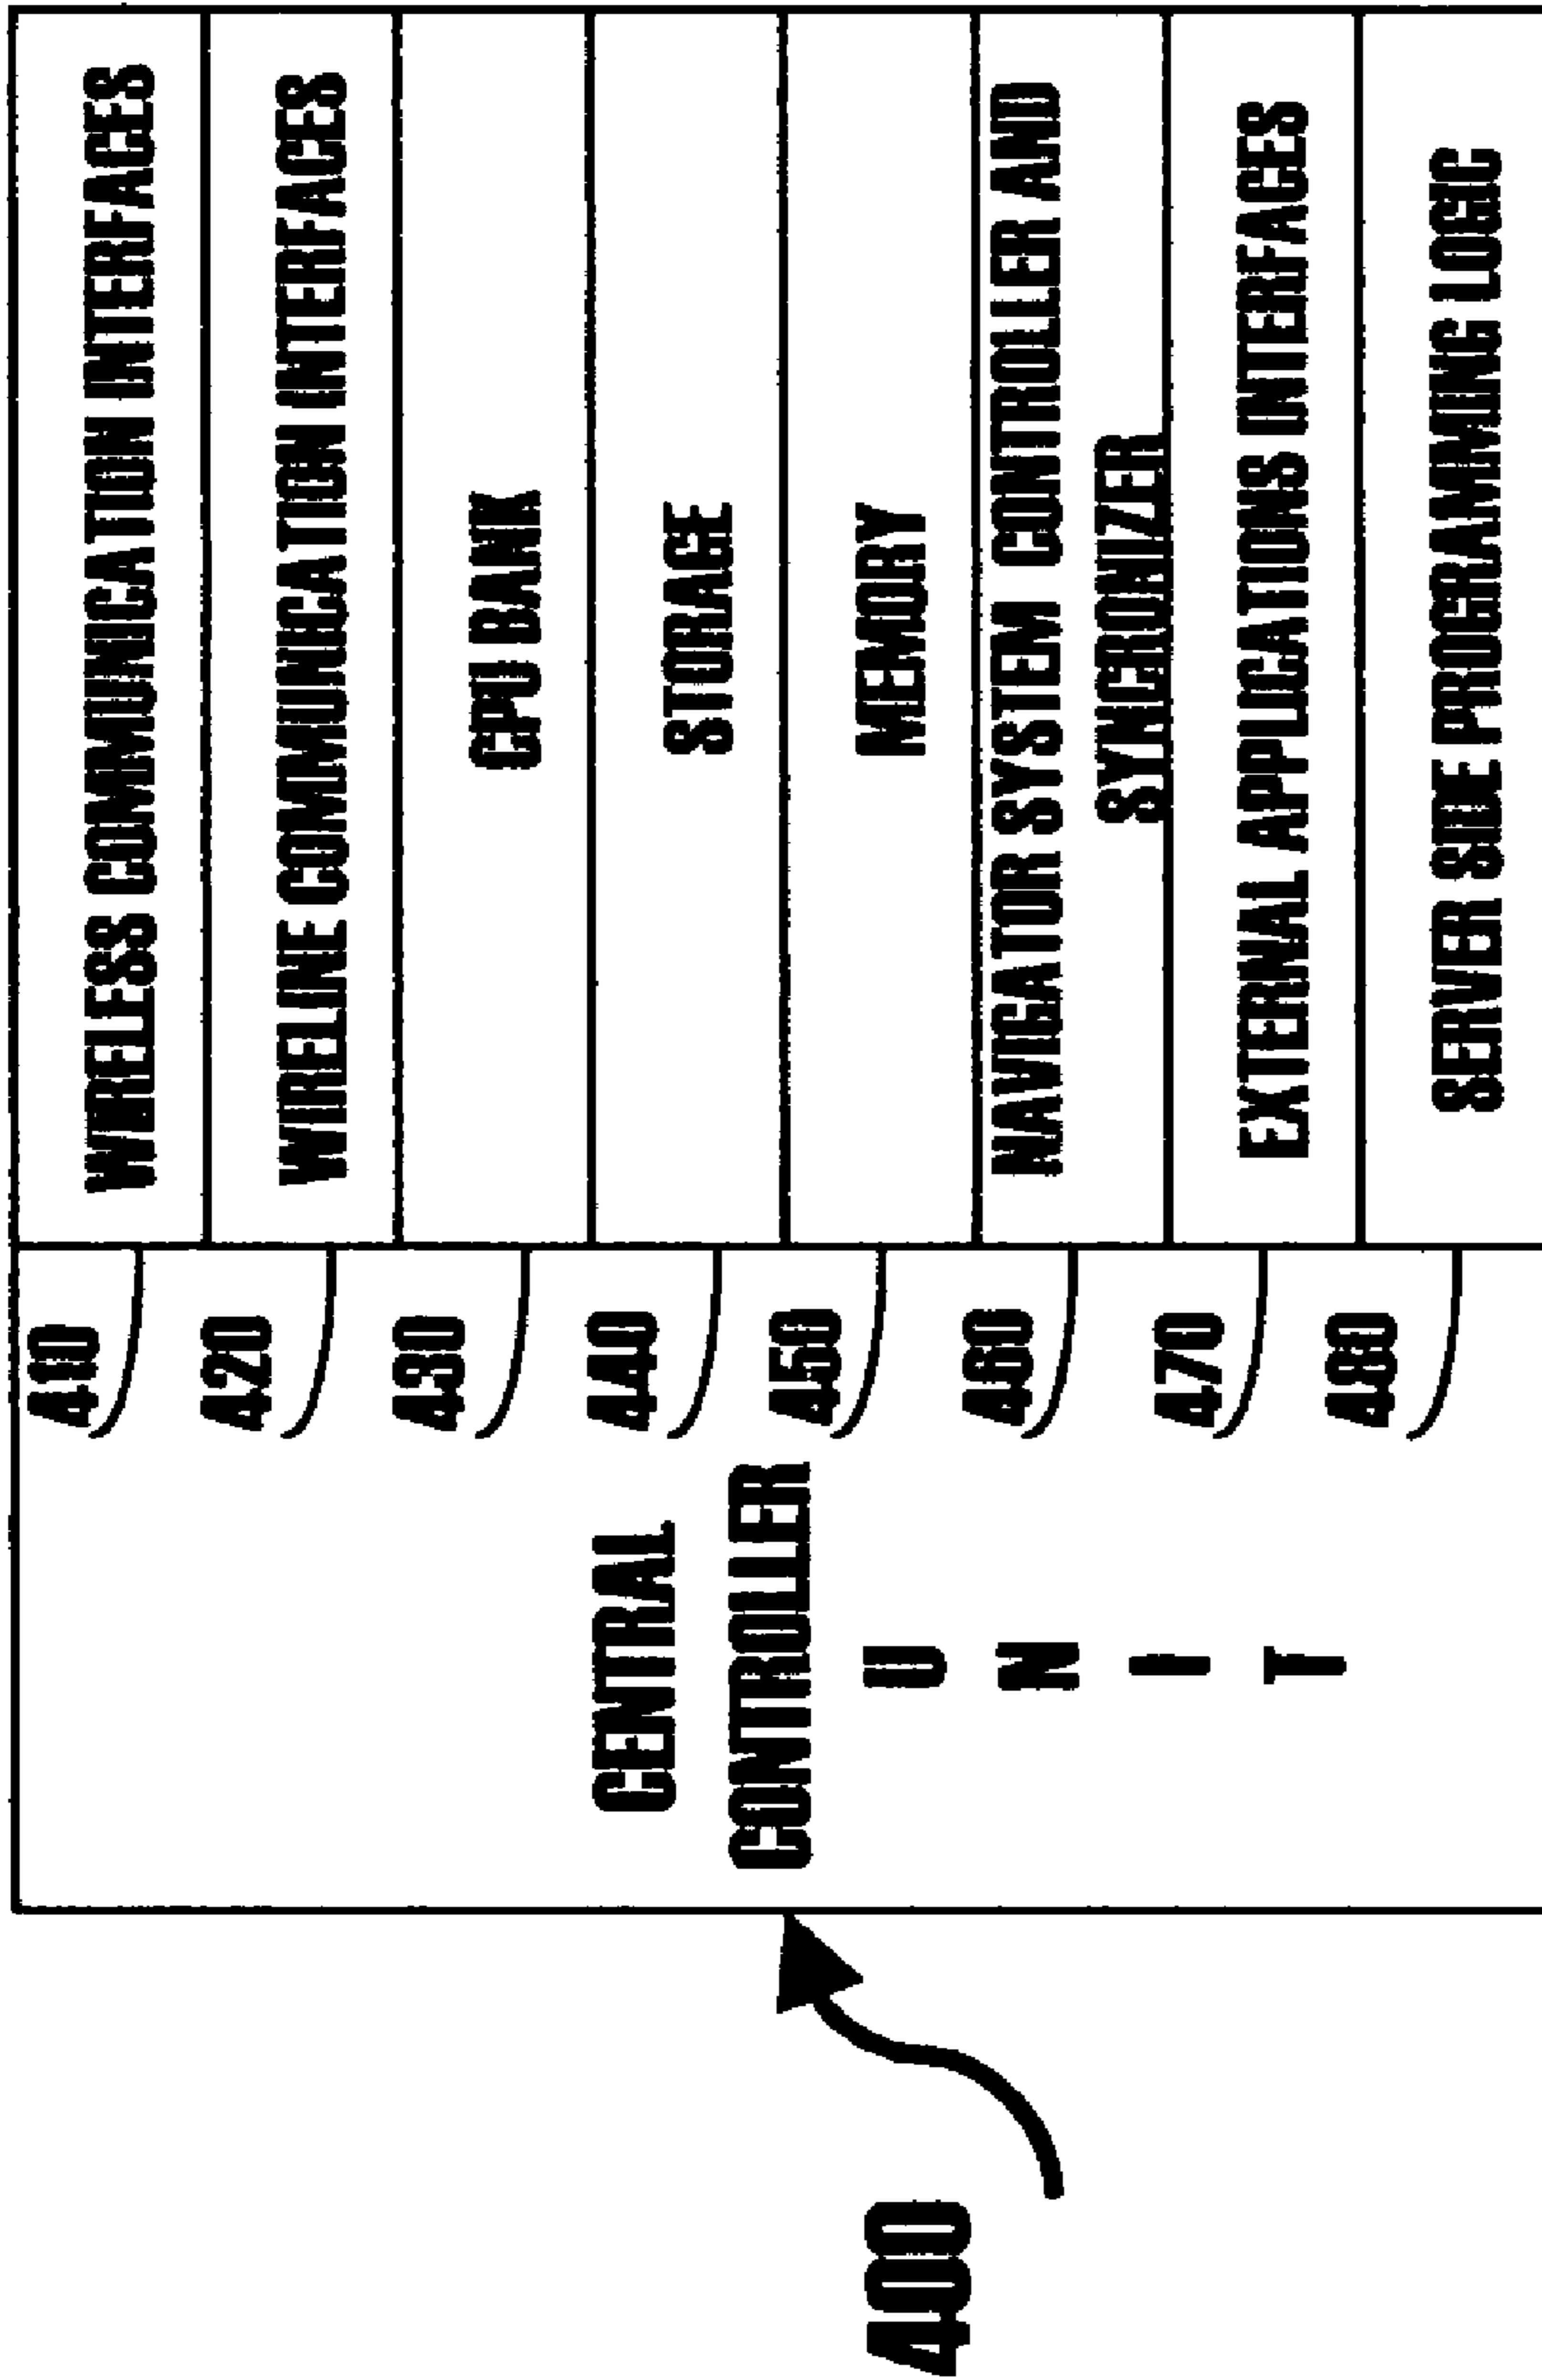 400
CENTRAL
CONTROLLER
U
N
I
T
410
WIRELESS COMMUNICATION INTERFACES
420
WIRELINE COMMUNICATION INTERFACES
430
CPU BANK
440
STORAGE
450
MEMORY
460
NAVIGATOR SYSTEM CONTROLLER AND
SYNCRONIZER
470
EXTERNAL APPLICATIONS INTERFACES
480
SERVER SIDE PROGRAMMING LOGIC